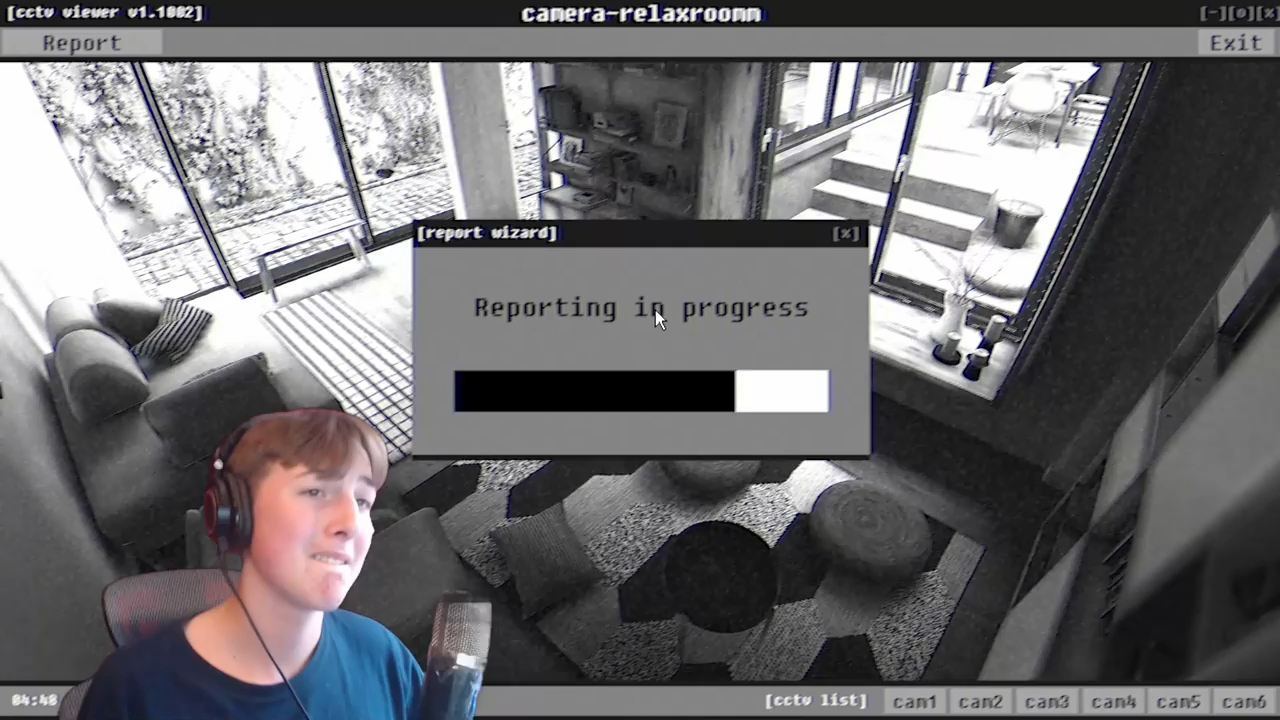 [cctv viewer v1.1002]
camera-relaxroomm
[-][o][x]
Report
Exit
[report wizard]
[x]
Reporting in progress
04:40
[cctv list]
cam1
cam2
cam3
cam4
cam5
cam6